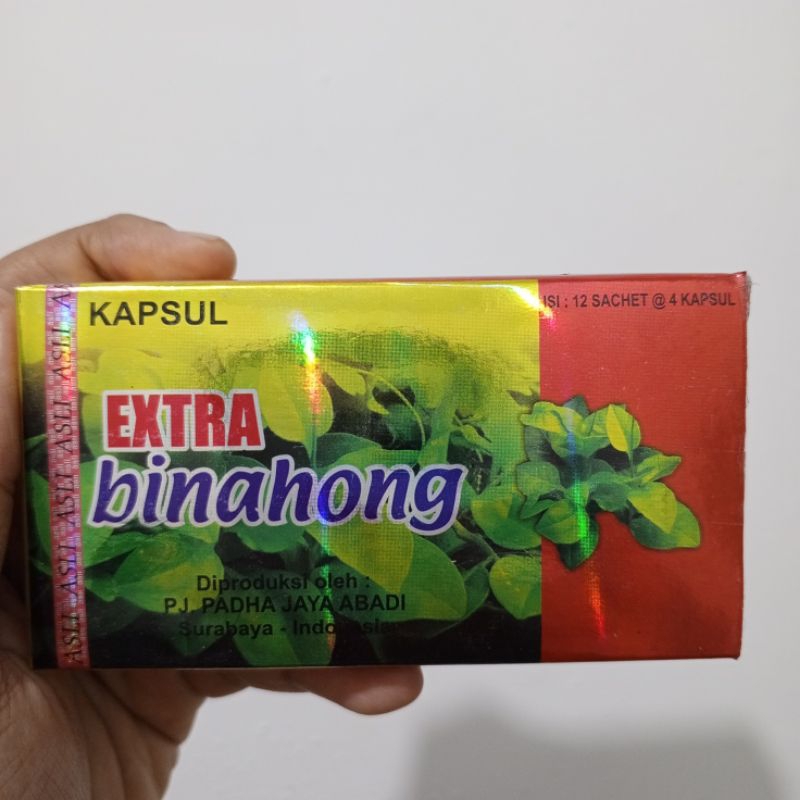 KAPSUL
ISI : 12 SACHET @ 4 KAPSUL
EXTRA
binahong
Diproduksi oleh :
PJ. PADHA JAYA ABADI
Surabaya - Indonesia
ASLI ASLI ASLI ASLI ASLI